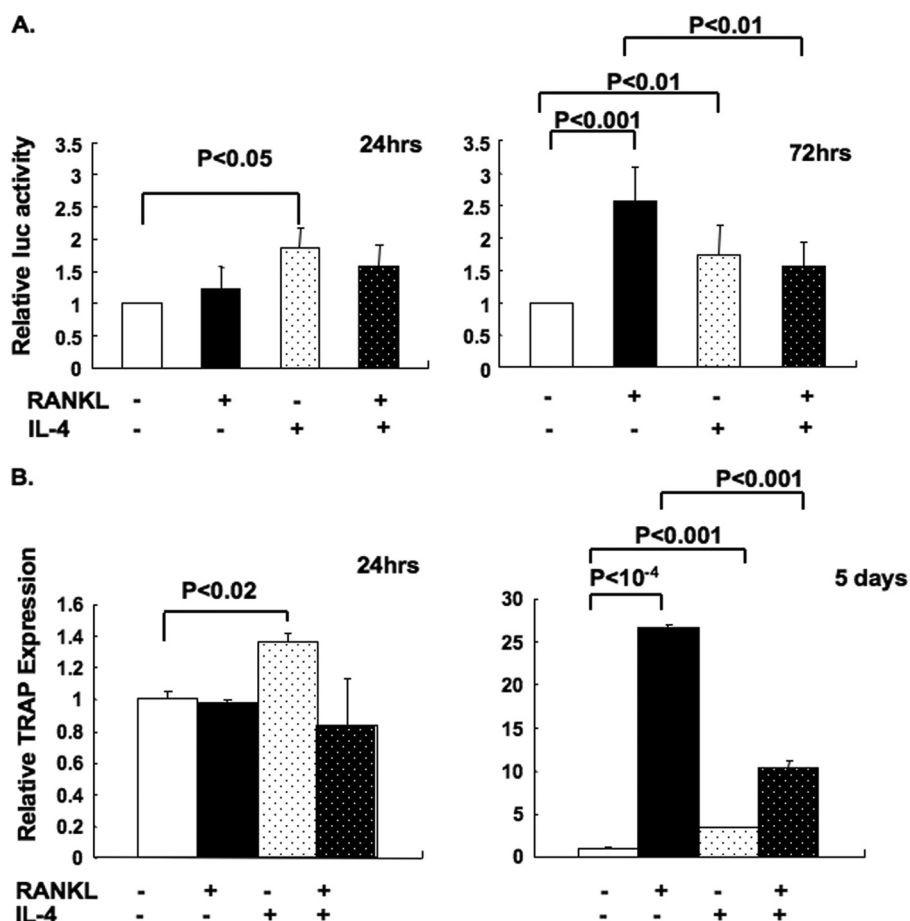 A.
P<0.01
P<0.01
P<0.001
24hrs
72hrs
P<0.05
Relative luc activity
3.5
3
2.5
2
1.5
1
0.5
0
3.5
3
2.5
2
1.5
1
0.5
0
RANKL - + - + - + - +
IL-4 - - + + - - + +
B.
P<0.001
P<0.001
24hrs
5 days
P<0.02
P<10-4
Relative TRAP Expression
1.6
1.4
1.2
1
0.8
0.6
0.4
0.2
0
30
25
20
15
10
5
0
RANKL - + - + - + - +
IL-4 - - + + - - + +